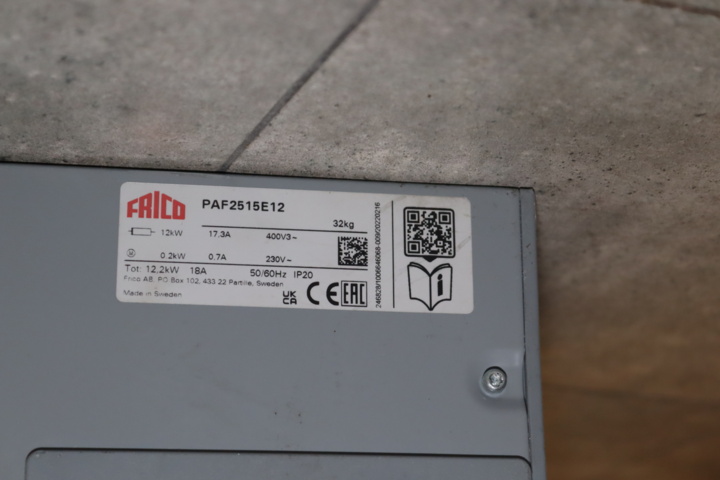 FRICO PAF2515E12
32kg
12kW 17.3A 400V3~
M 0.2kW 0.7A 230V~
Tot: 12.2kW 18A 50/60Hz IP20
Frico AB, PO Box 102, 433 22 Partille, Sweden
Made in Sweden
UK CA CE EAC
i